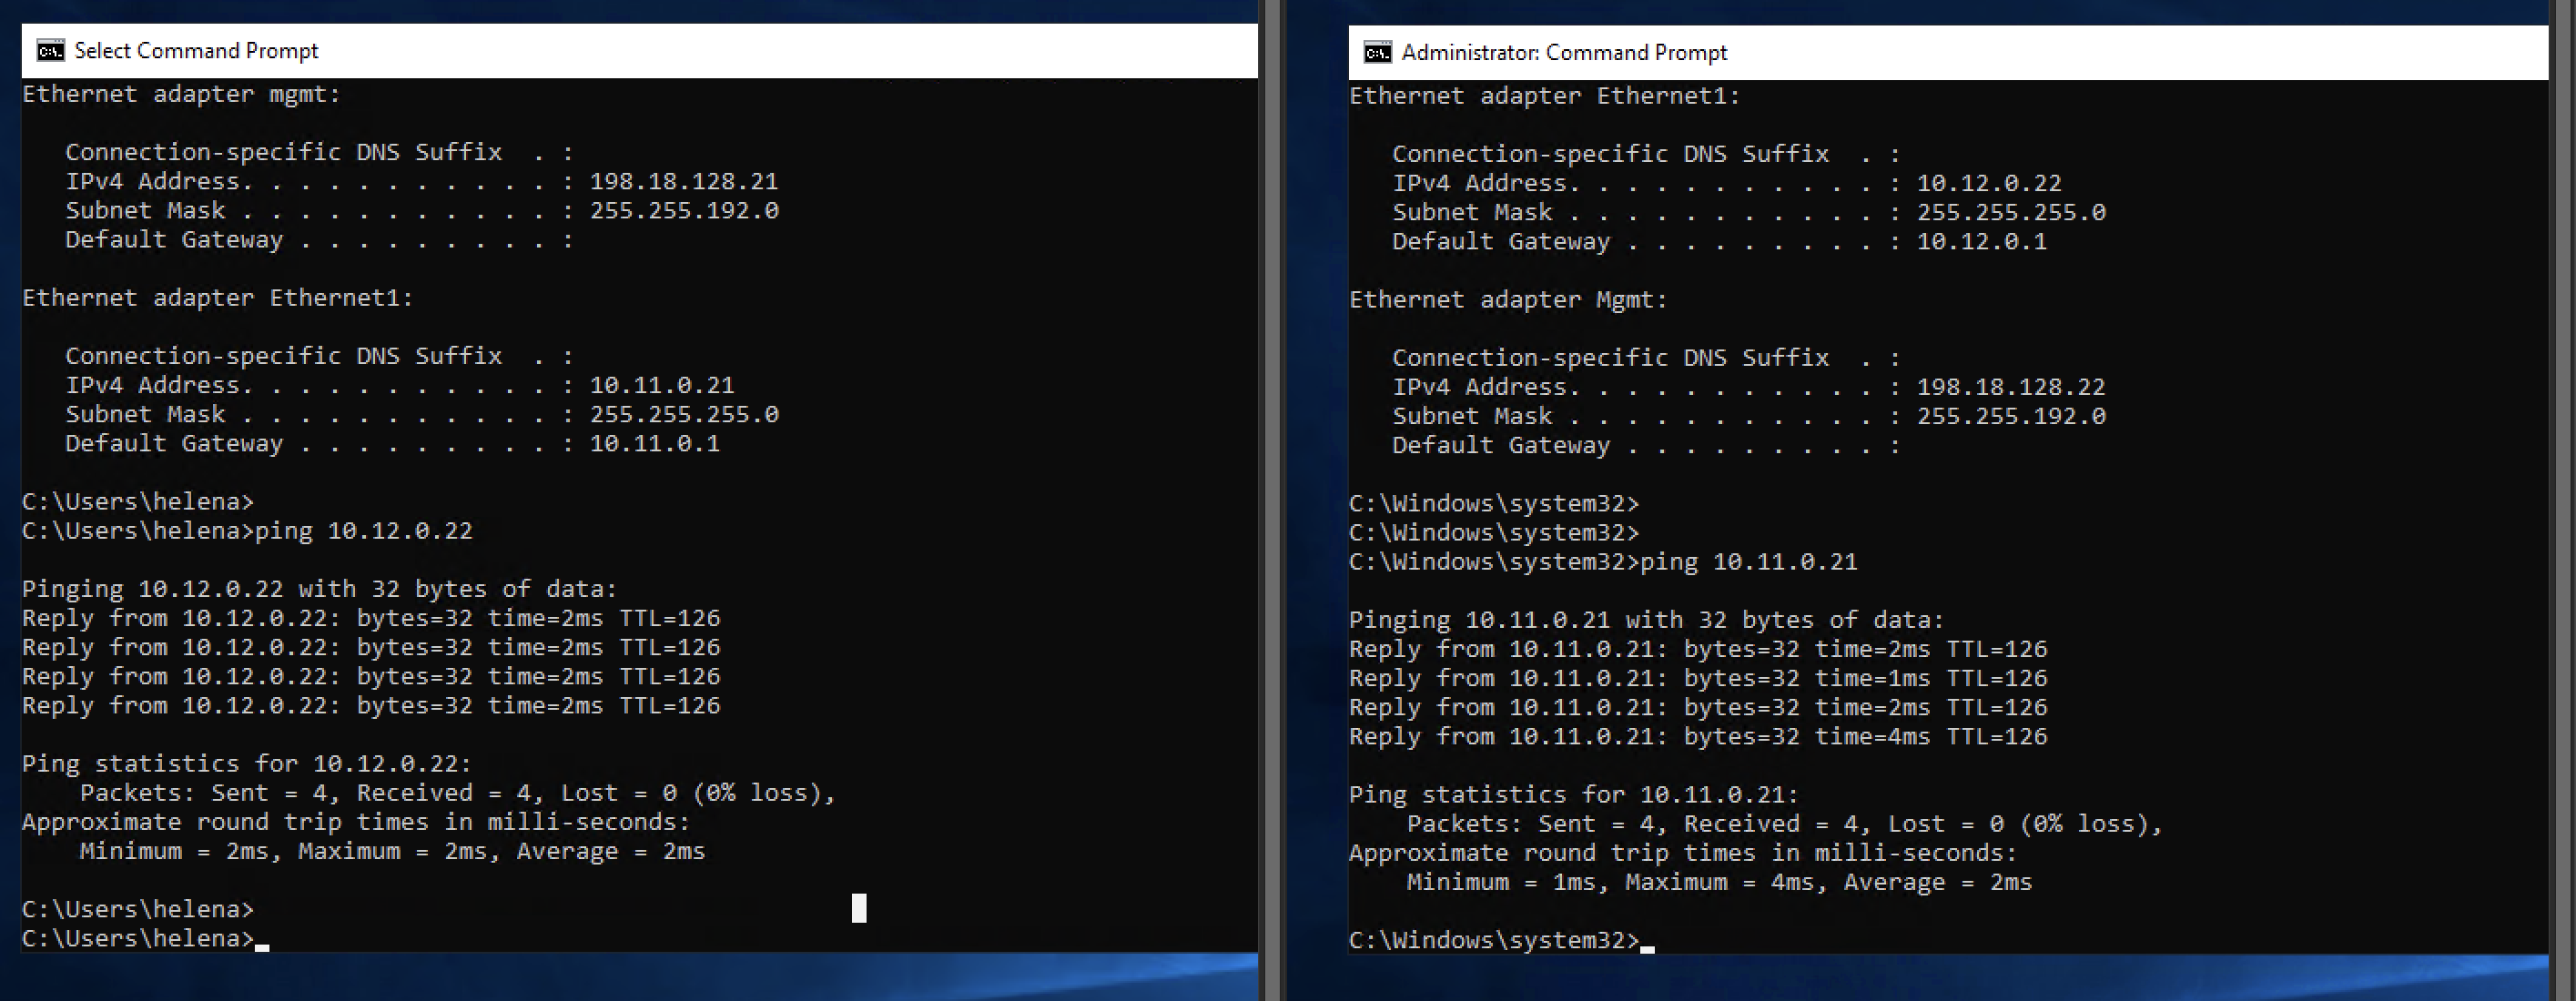 Select Command Prompt
Ethernet adapter mgmt:
   Connection-specific DNS Suffix  . :
   IPv4 Address. . . . . . . . . . . : 198.18.128.21
   Subnet Mask . . . . . . . . . . . : 255.255.192.0
   Default Gateway . . . . . . . . . :
Ethernet adapter Ethernet1:
   Connection-specific DNS Suffix  . :
   IPv4 Address. . . . . . . . . . . : 10.11.0.21
   Subnet Mask . . . . . . . . . . . : 255.255.255.0
   Default Gateway . . . . . . . . . : 10.11.0.1
C:\Users\helena>
C:\Users\helena>ping 10.12.0.22
Pinging 10.12.0.22 with 32 bytes of data:
Reply from 10.12.0.22: bytes=32 time=2ms TTL=126
Reply from 10.12.0.22: bytes=32 time=2ms TTL=126
Reply from 10.12.0.22: bytes=32 time=2ms TTL=126
Reply from 10.12.0.22: bytes=32 time=2ms TTL=126
Ping statistics for 10.12.0.22:
    Packets: Sent = 4, Received = 4, Lost = 0 (0% loss),
Approximate round trip times in milli-seconds:
    Minimum = 2ms, Maximum = 2ms, Average = 2ms
C:\Users\helena>
C:\Users\helena>
Administrator: Command Prompt
Ethernet adapter Ethernet1:
   Connection-specific DNS Suffix  . :
   IPv4 Address. . . . . . . . . . . : 10.12.0.22
   Subnet Mask . . . . . . . . . . . : 255.255.255.0
   Default Gateway . . . . . . . . . : 10.12.0.1
Ethernet adapter Mgmt:
   Connection-specific DNS Suffix  . :
   IPv4 Address. . . . . . . . . . . : 198.18.128.22
   Subnet Mask . . . . . . . . . . . : 255.255.192.0
   Default Gateway . . . . . . . . . :
C:\Windows\system32>
C:\Windows\system32>
C:\Windows\system32>ping 10.11.0.21
Pinging 10.11.0.21 with 32 bytes of data:
Reply from 10.11.0.21: bytes=32 time=2ms TTL=126
Reply from 10.11.0.21: bytes=32 time=1ms TTL=126
Reply from 10.11.0.21: bytes=32 time=2ms TTL=126
Reply from 10.11.0.21: bytes=32 time=4ms TTL=126
Ping statistics for 10.11.0.21:
    Packets: Sent = 4, Received = 4, Lost = 0 (0% loss),
Approximate round trip times in milli-seconds:
    Minimum = 1ms, Maximum = 4ms, Average = 2ms
C:\Windows\system32>